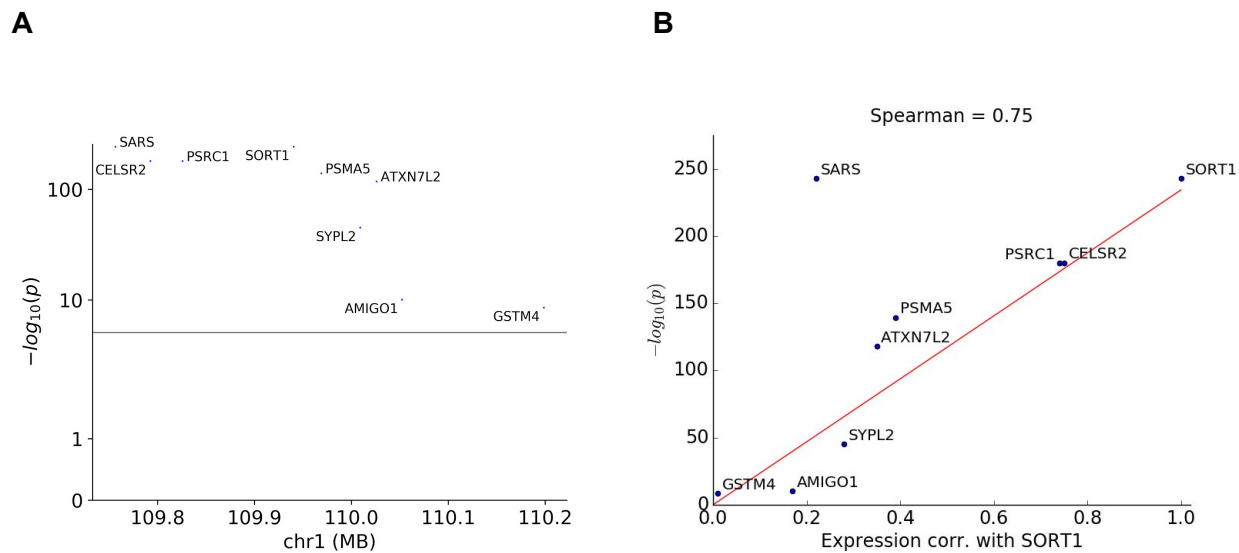 A
B
SARS
CELSR2
PSRC1
SORT1
PSMA5
ATXN7L2
SYPL2
AMIGO1
GSTM4
100
10
1
0
−log10(p)
109.8 109.9 110.0 110.1 110.2
chr1 (MB)
Spearman = 0.75
SARS
SORT1
PSRC1
CELSR2
PSMA5
ATXN7L2
SYPL2
GSTM4
AMIGO1
250
200
150
100
50
0
−log10(p)
0.0 0.2 0.4 0.6 0.8 1.0
Expression corr. with SORT1